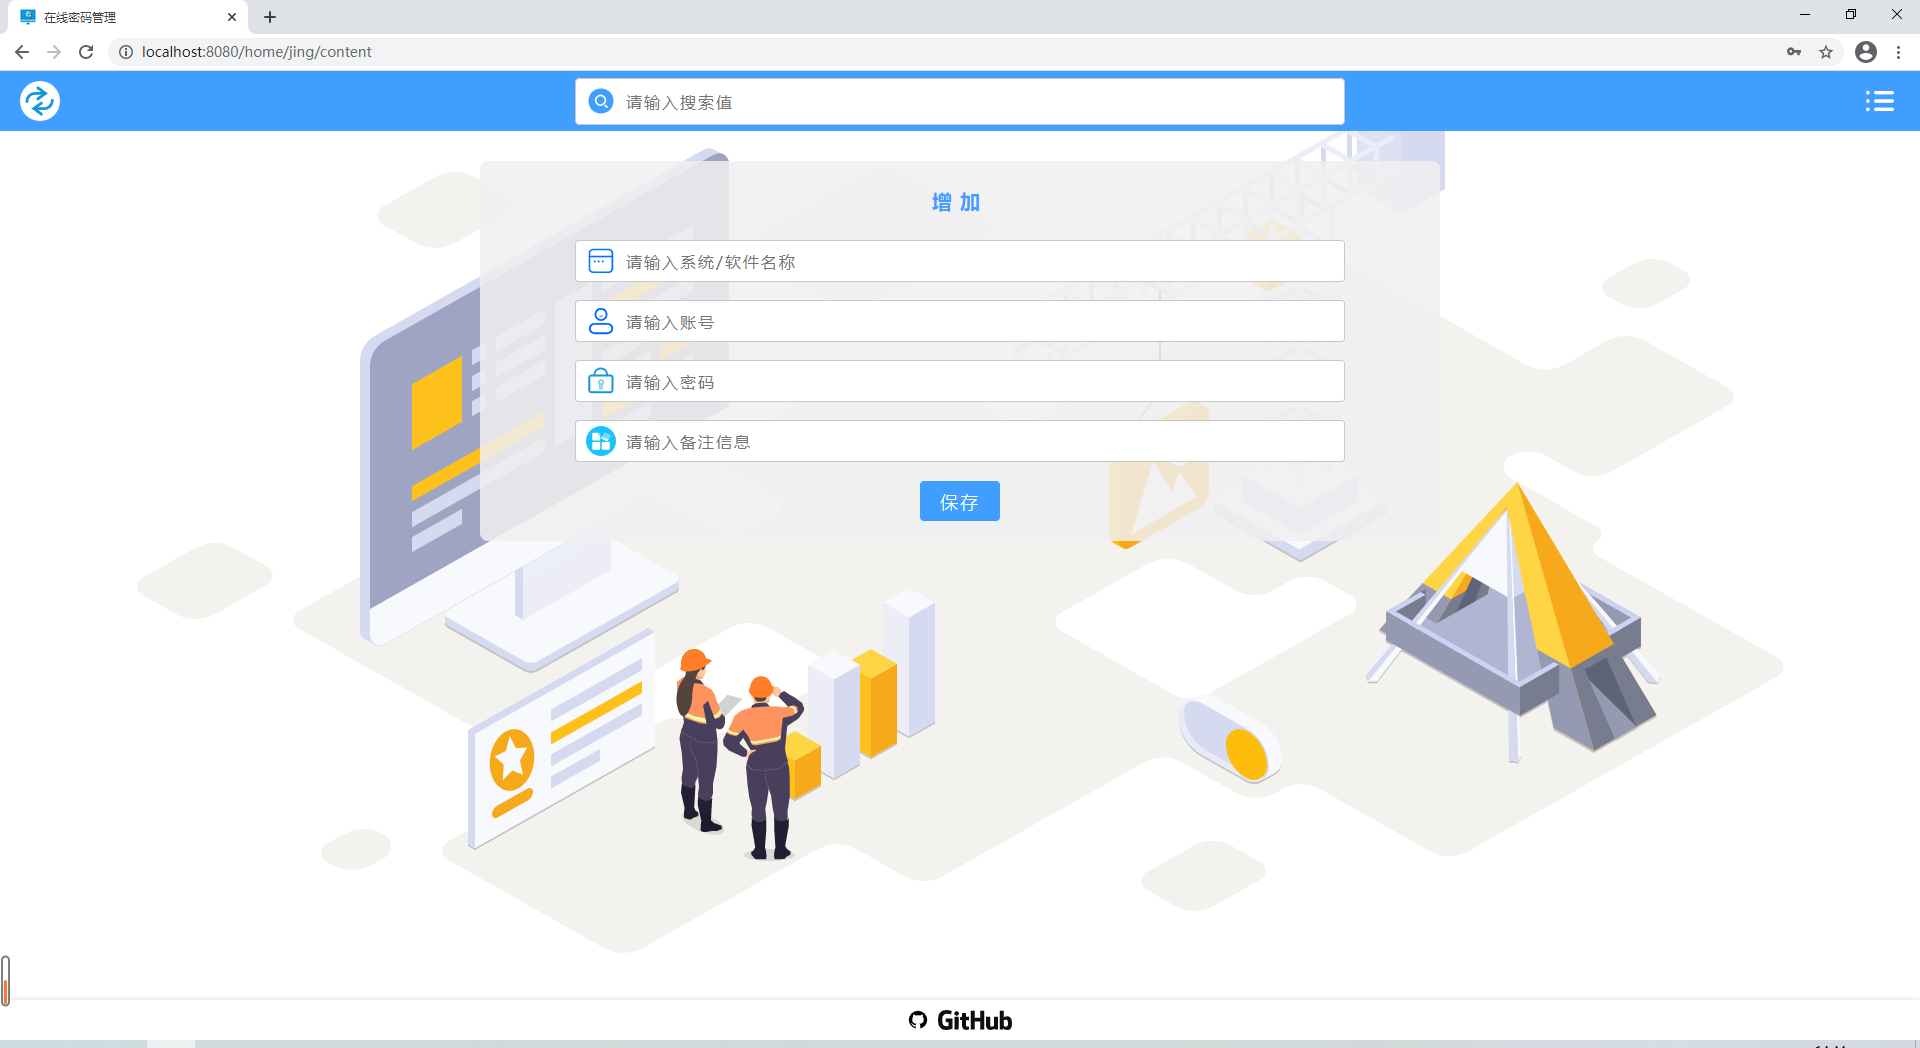 在线密码管理
localhost:8080/home/jing/content
请输入搜索值
增 加
请输入系统/软件名称
请输入账号
请输入密码
请输入备注信息
保存
GitHub